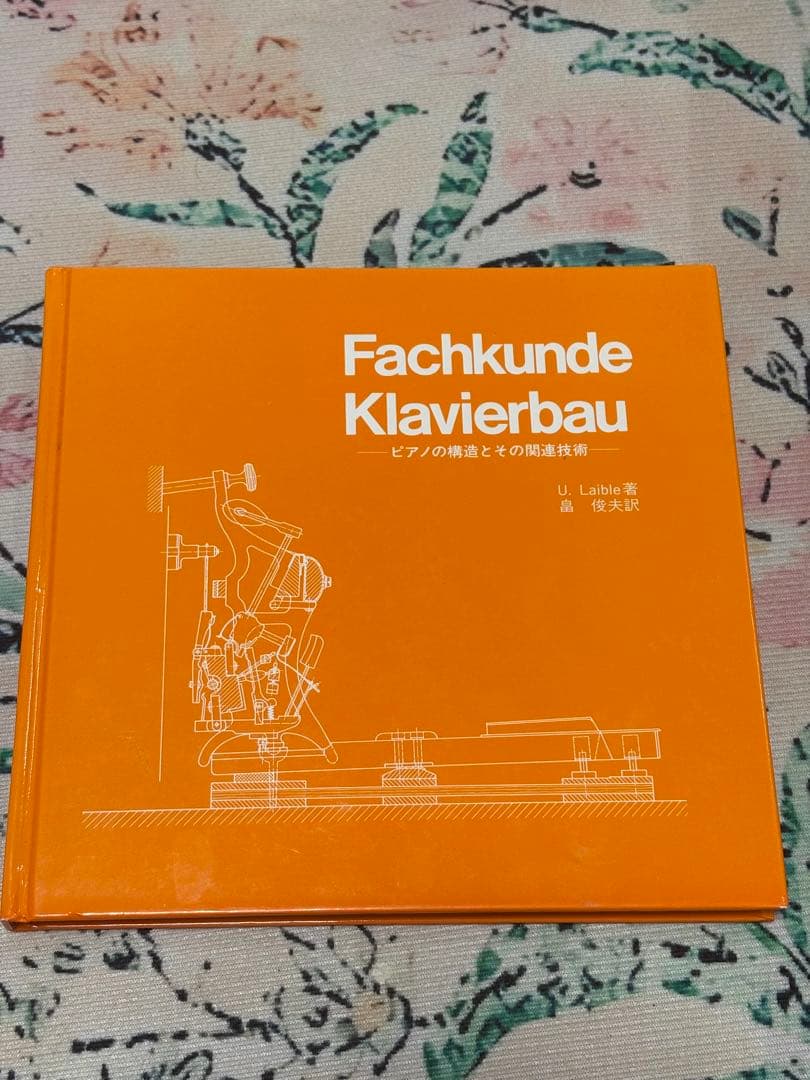 Fachkunde
Klavierbau
ピアノの構造とその関連技術
U. Laible著
畠 俊夫訳